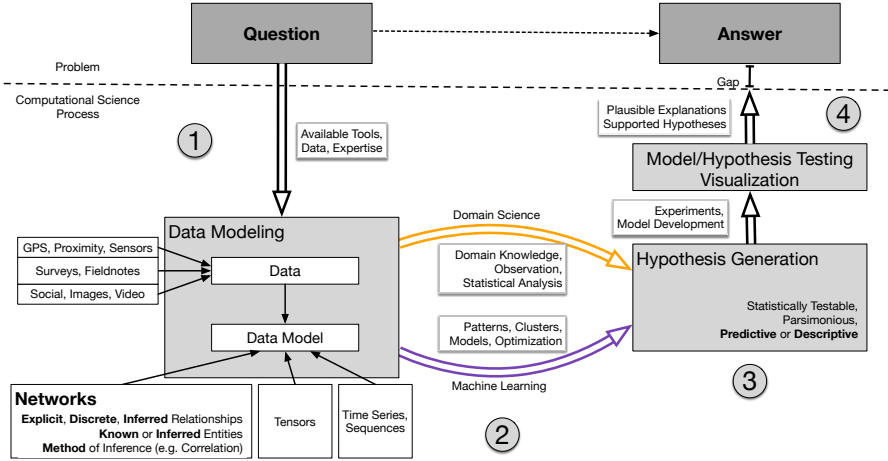 Question
Answer
Problem
Gap
Computational Science
Process
1
Available Tools,
Data, Expertise
Plausible Explanations
Supported Hypotheses
4
Model/Hypothesis Testing
Visualization
Experiments,
Model Development
Data Modeling
GPS, Proximity, Sensors
Surveys, Fieldnotes
Social, Images, Video
Data
Data Model
Domain Science
Domain Knowledge,
Observation,
Statistical Analysis
Patterns, Clusters,
Models, Optimization
Machine Learning
Hypothesis Generation
Statistically Testable,
Parsimonious,
Predictive or Descriptive
3
Networks
Explicit, Discrete, Inferred Relationships
Known or Inferred Entities
Method of Inference (e.g. Correlation)
Tensors
Time Series,
Sequences
2